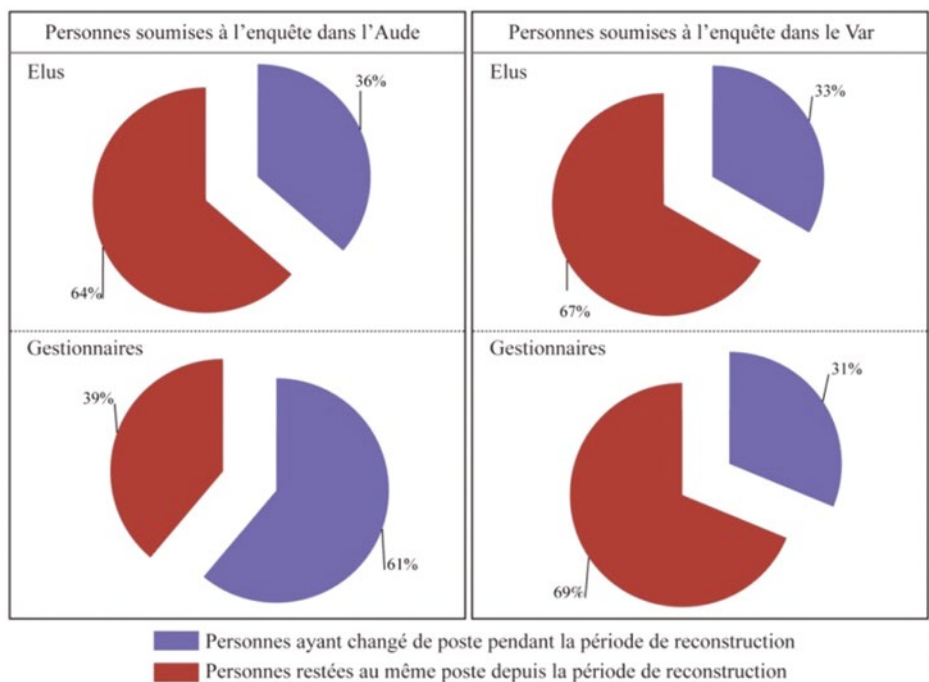 Personnes soumises à l'enquête dans l'Aude
Elus
36%
64%
Gestionnaires
39%
61%
Personnes soumises à l'enquête dans le Var
Elus
33%
67%
Gestionnaires
31%
69%
Personnes ayant changé de poste pendant la période de reconstruction
Personnes restées au même poste depuis la période de reconstruction